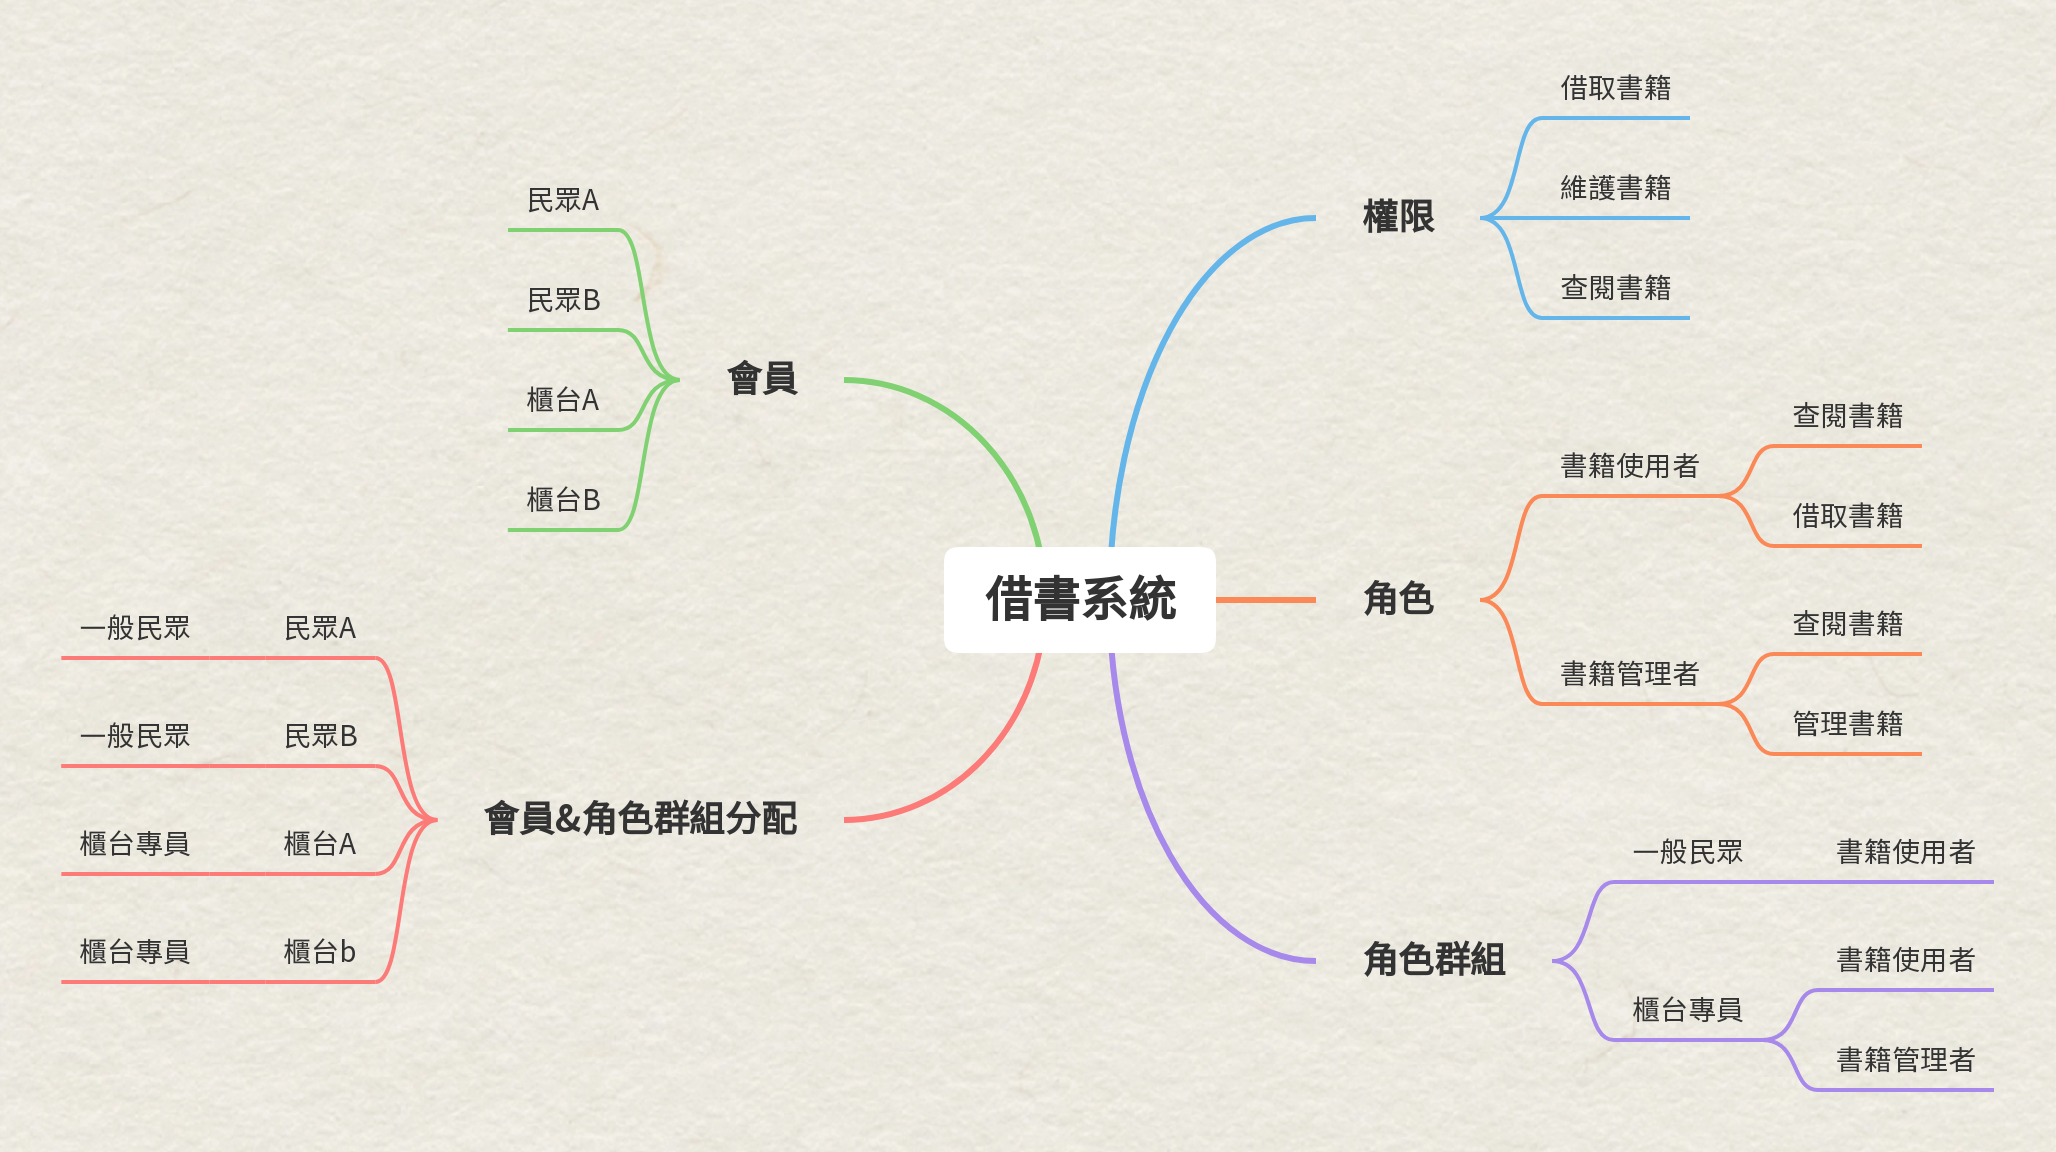 借書系統
權限
借取書籍
維護書籍
查閱書籍
角色
書籍使用者
查閱書籍
借取書籍
書籍管理者
查閱書籍
管理書籍
角色群組
一般民眾
書籍使用者
櫃台專員
書籍使用者
書籍管理者
會員
民眾A
民眾B
櫃台A
櫃台B
會員&角色群組分配
民眾A
一般民眾
民眾B
一般民眾
櫃台A
櫃台專員
櫃台b
櫃台專員